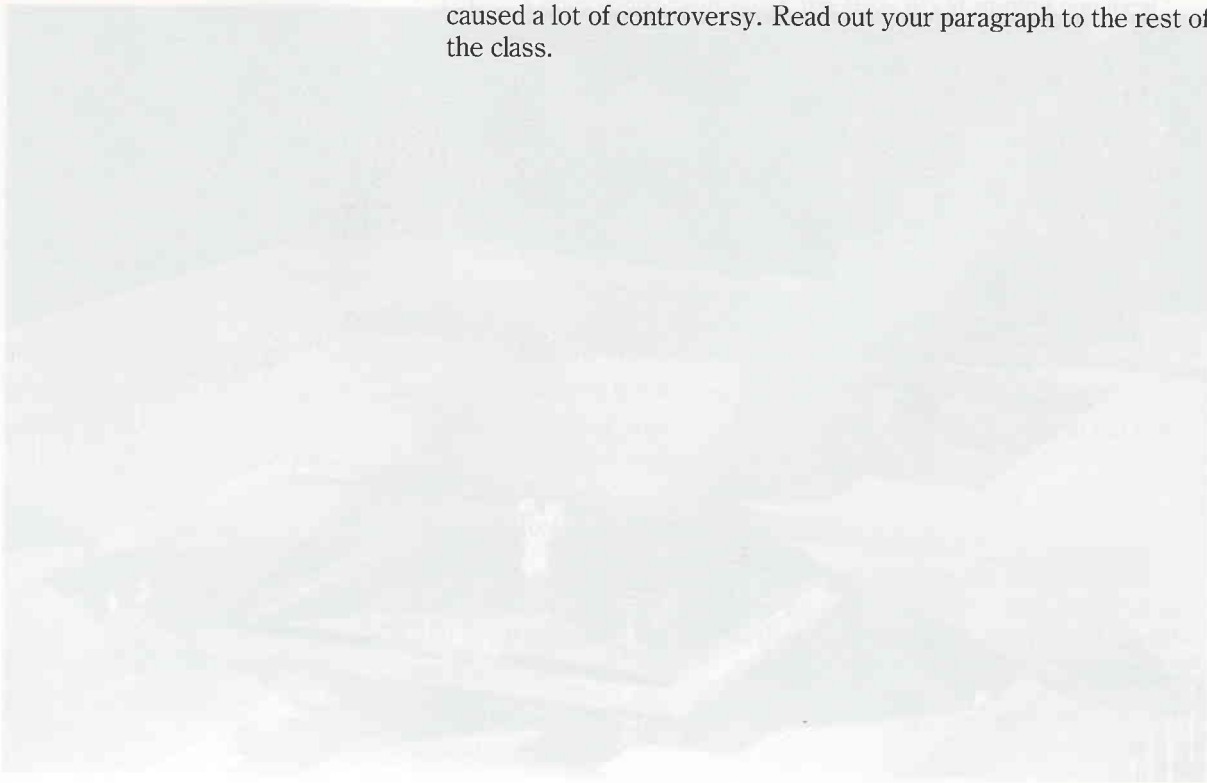 caused a lot of controversy. Read out your paragraph to the rest of
the class.